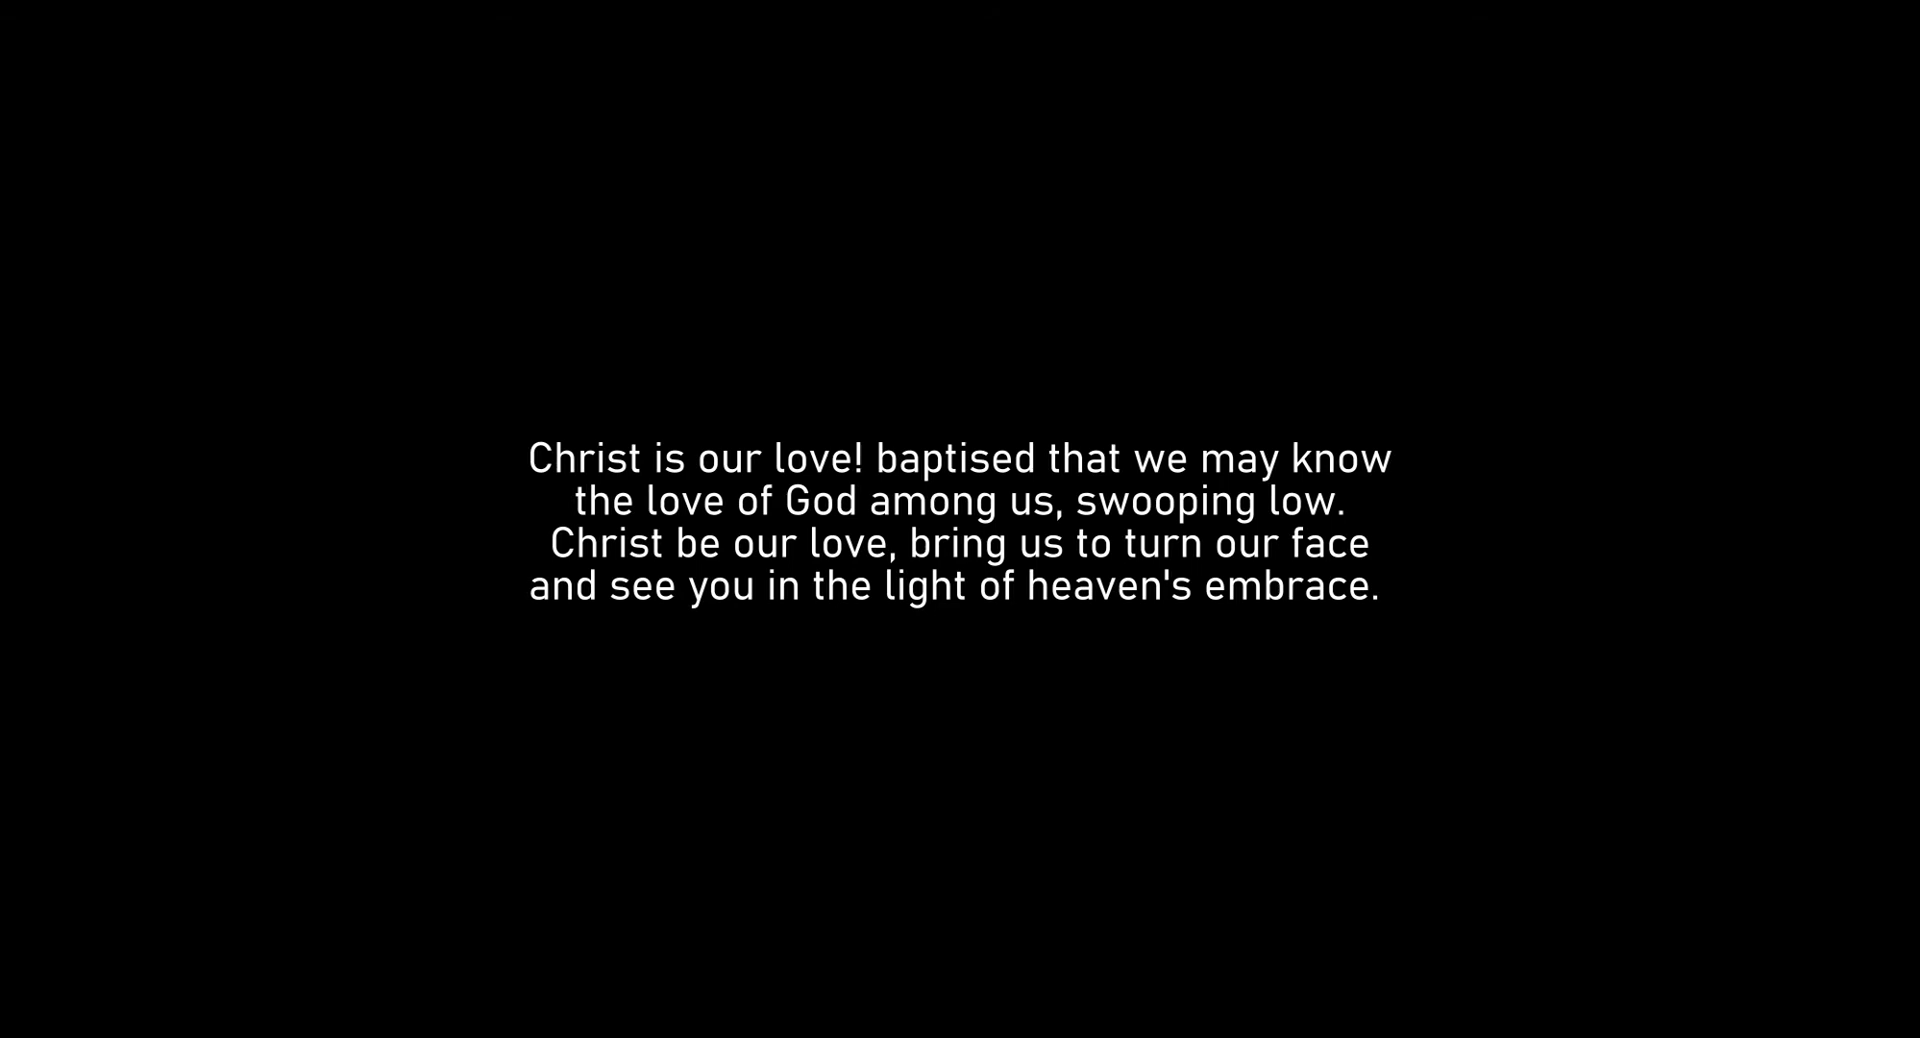 Christ is our love! baptised that we may know
the love of God among us, swooping low.
Christ be our love, bring us to turn our face
and see you in the light of heaven's embrace.